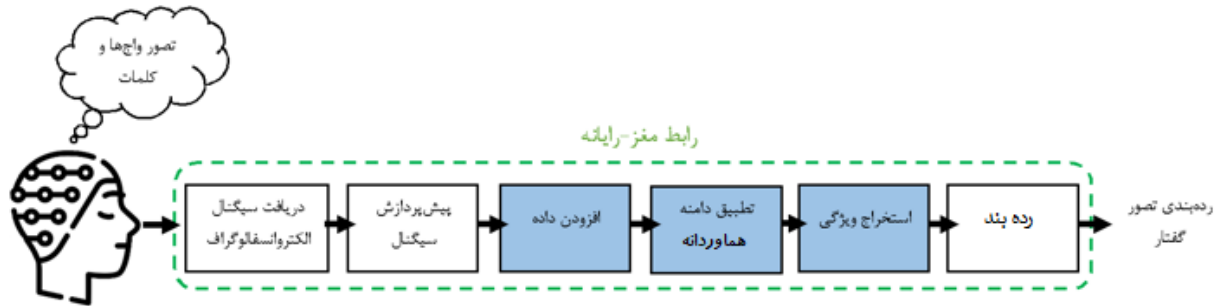 تصور واج‌ها و
کلمات
رابط مغز-رایانه
دریافت سیگنال
الکتروانسفالوگراف
پیش‌پردازش
سیگنال
افزودن داده
تطبیق دامنه
هماوردانه
استخراج ویژگی
رده بند
رده‌بندی تصور
گفتار